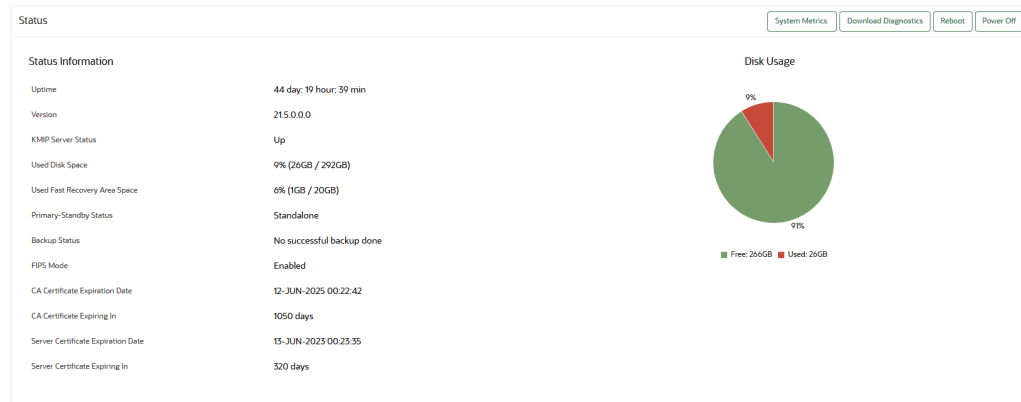 Status
System Metrics Download Diagnostics Reboot Power Off
Status Information
Uptime 44 day: 19 hour: 39 min
Version 21.5.0.0.0
KMIP Server Status Up
Used Disk Space 9% (26GB / 292GB)
Used Fast Recovery Area Space 6% (1GB / 20GB)
Primary-Standby Status Standalone
Backup Status No successful backup done
FIPS Mode Enabled
CA Certificate Expiration Date 12-JUN-2025 00:22:42
CA Certificate Expiring In 1050 days
Server Certificate Expiration Date 13-JUN-2023 00:23:35
Server Certificate Expiring In 320 days
Disk Usage
9%
91%
Free: 266GB Used: 26GB